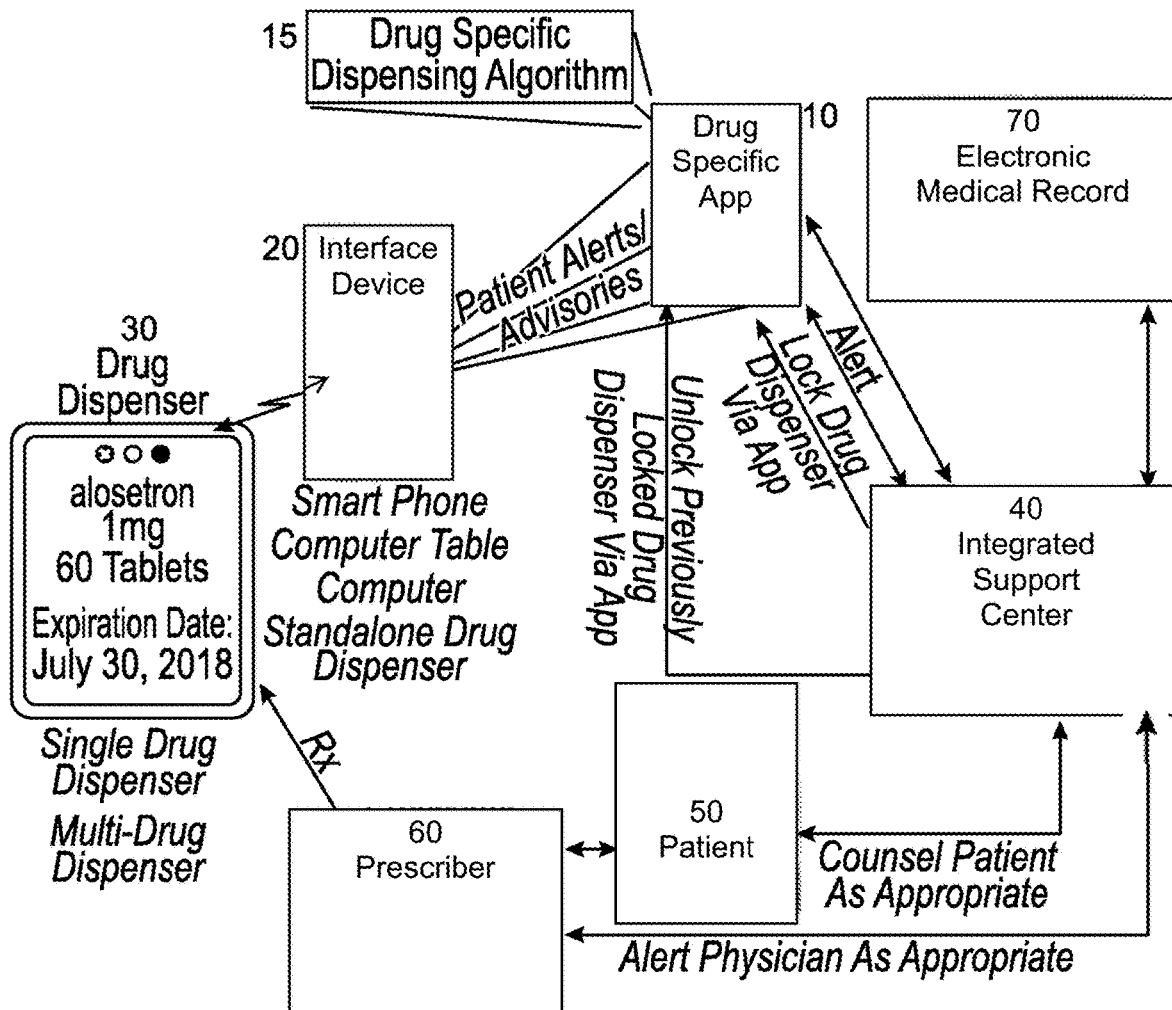 15
Drug Specific
Dispensing Algorithm
10
Drug
Specific
App
70
Electronic
Medical Record
20
Interface
Device
Patient Alerts/
Advisories
30
Drug
Dispenser
alosetron
1mg
60 Tablets
Expiration Date:
July 30, 2018
Single Drug
Dispenser
Multi-Drug
Dispenser
Smart Phone
Computer Table
Computer
Standalone Drug
Dispenser
Unlock Previously
Locked Drug
Dispenser Via App
Alert
Lock Drug
Dispenser
Via App
40
Integrated
Support
Center
Rx
60
Prescriber
50
Patient
Counsel Patient
As Appropriate
Alert Physician As Appropriate